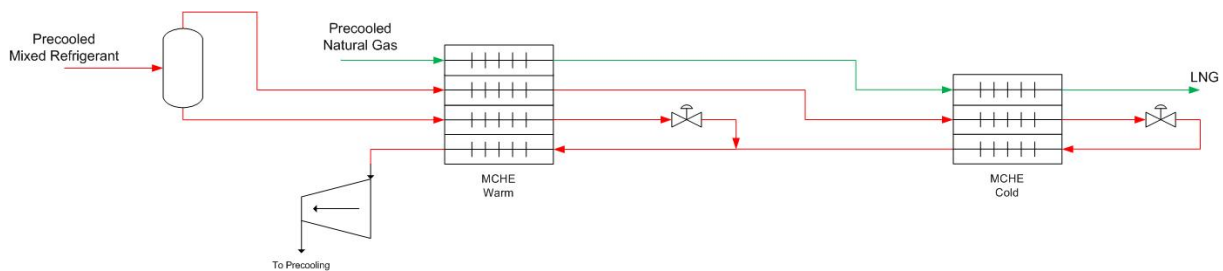 Precooled
Mixed Refrigerant
Precooled
Natural Gas
LNG
MCHE
Warm
MCHE
Cold
To Precooling